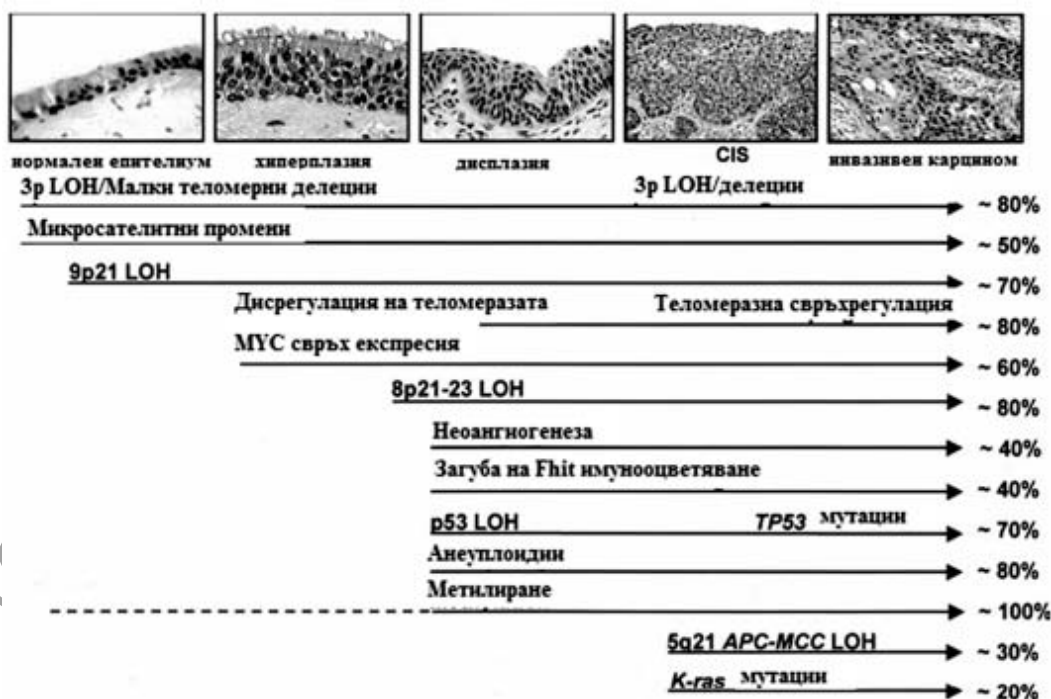 нормален епителиум хиперплазия дисплазия CIS инвазивен карцином
3p LOH/Малки теломерни делеции 3p LOH/делеции ~ 80%
Микросателитни промени ~ 50%
9p21 LOH ~ 70%
Дисрегулация на теломеразата Теломеразна свръхрегулация ~ 80%
MYC свръх експресия ~ 60%
8p21-23 LOH ~ 80%
Неоангиогенеза ~ 40%
Загуба на Fhit имунооцветяване ~ 40%
p53 LOH TP53 мутации ~ 70%
Анеуплоидии ~ 80%
Метилиране ~ 100%
5q21 APC-MCC LOH ~ 30%
K-ras мутации ~ 20%